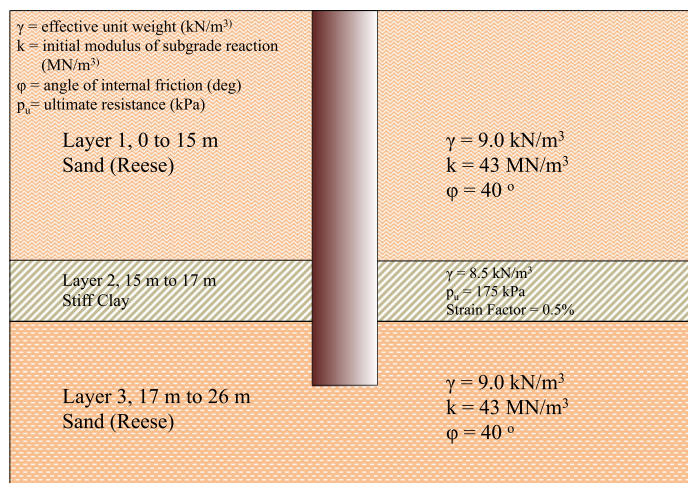 γ = effective unit weight (kN/m³⁾
k = initial modulus of subgrade reaction
(MN/m³⁾
φ = angle of internal friction (deg)
pᵤ= ultimate resistance (kPa)
Layer 1, 0 to 15 m
Sand (Reese)
γ = 9.0 kN/m³
k = 43 MN/m³
φ = 40 º
Layer 2, 15 m to 17 m
Stiff Clay
γ = 8.5 kN/m³
pᵤ = 175 kPa
Strain Factor = 0.5%
Layer 3, 17 m to 26 m
Sand (Reese)
γ = 9.0 kN/m³
k = 43 MN/m³
φ = 40 º